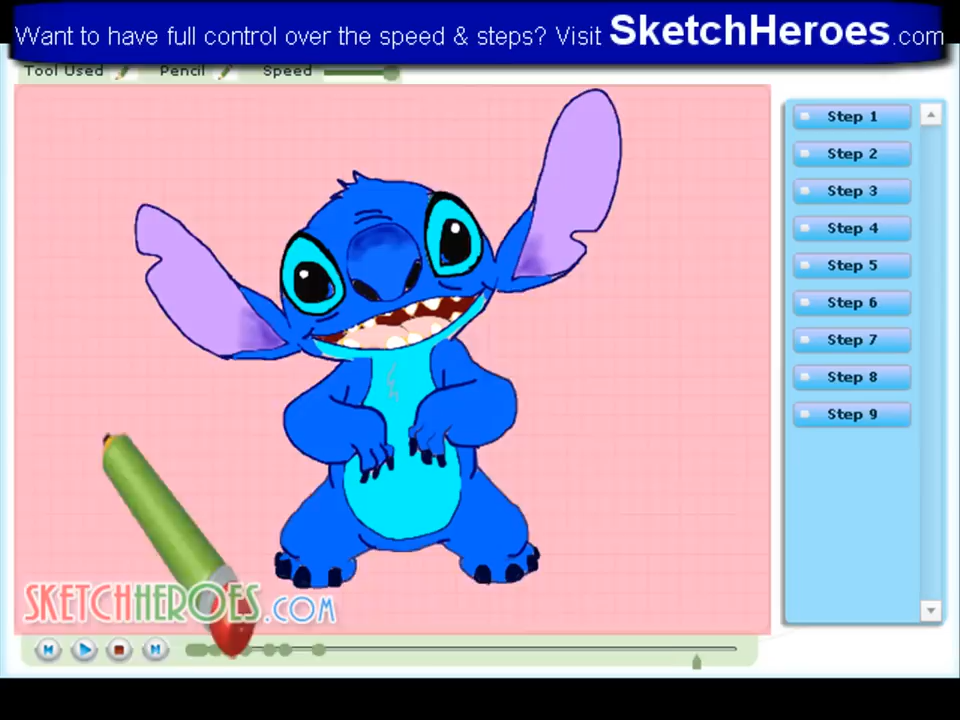 Want to have full control over the speed & steps? Visit SketchHeroes.com
Tool Used Pencil Speed
Step 1
Step 2
Step 3
Step 4
Step 5
Step 6
Step 7
Step 8
Step 9
SKETCHHEROES.COM